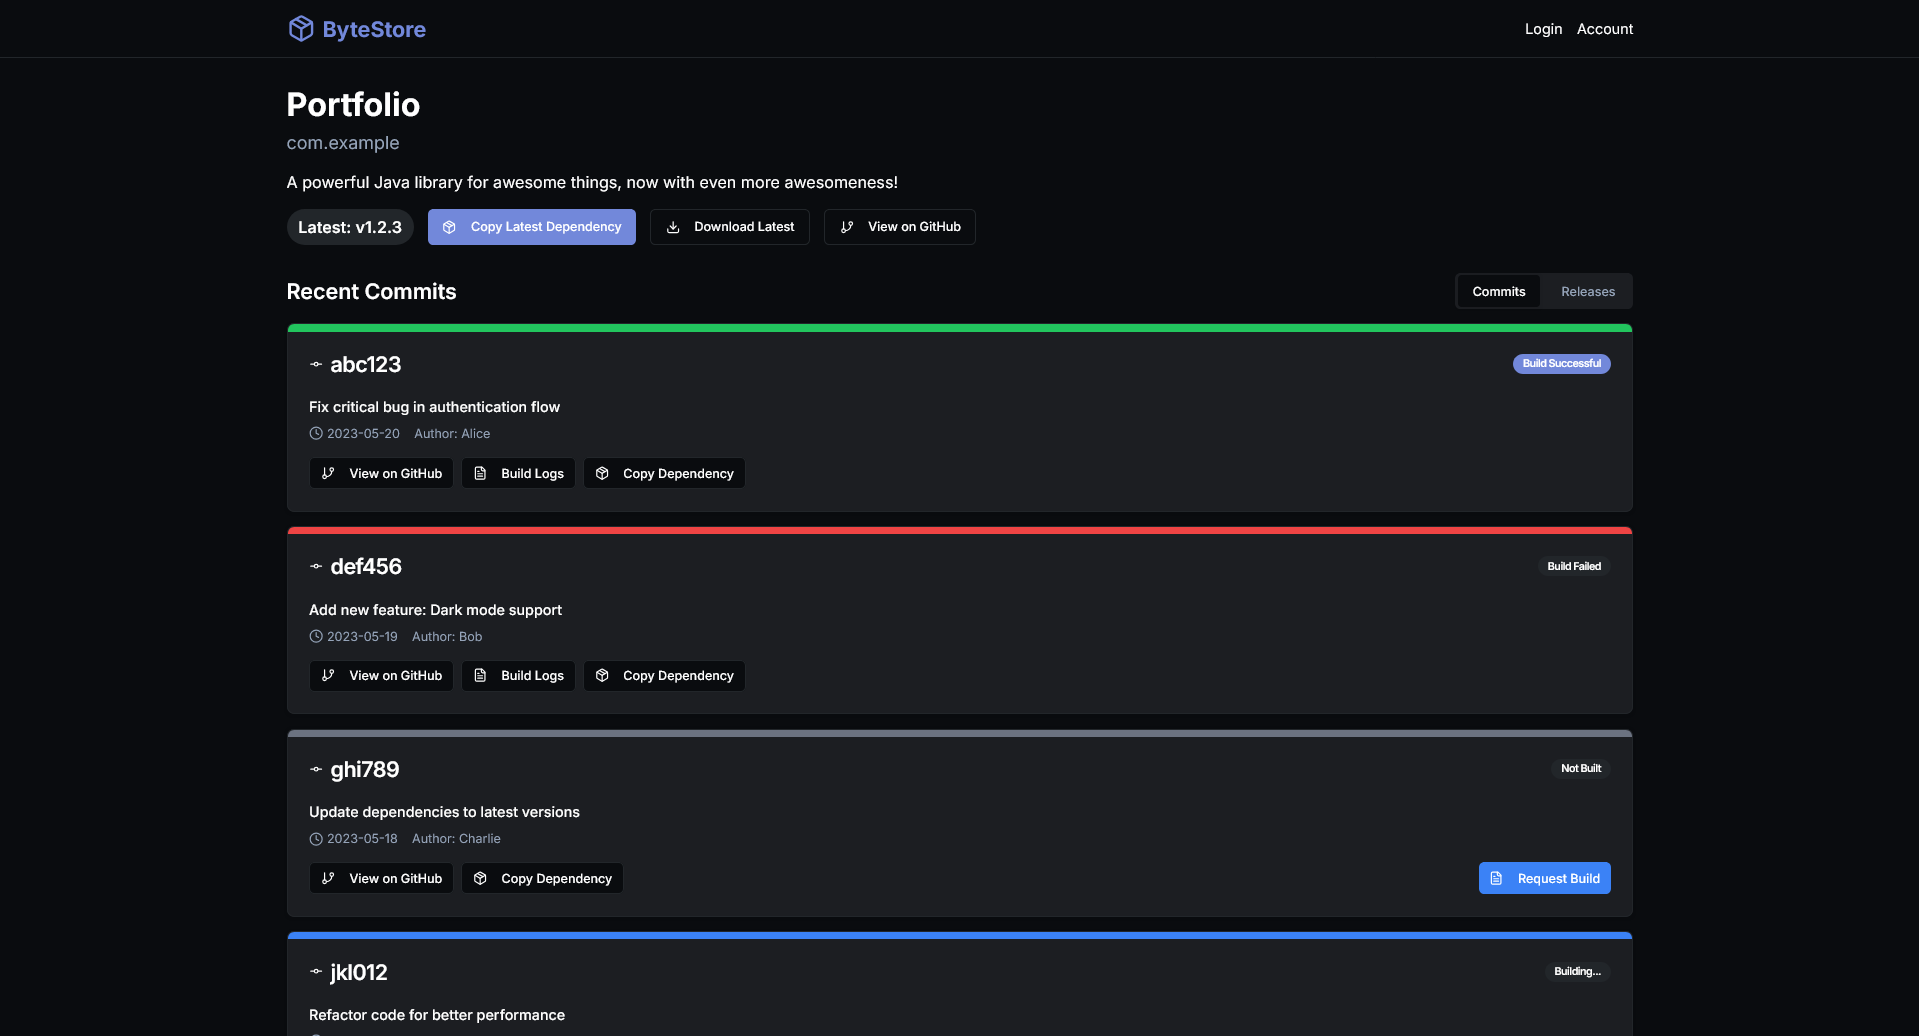 ByteStore
Login Account
Portfolio
com.example
A powerful Java library for awesome things, now with even more awesomeness!
Latest: v1.2.3 Copy Latest Dependency Download Latest View on GitHub
Recent Commits Commits Releases
abc123 Build Successful
Fix critical bug in authentication flow
2023-05-20 Author: Alice
View on GitHub Build Logs Copy Dependency
def456 Build Failed
Add new feature: Dark mode support
2023-05-19 Author: Bob
View on GitHub Build Logs Copy Dependency
ghi789 Not Built
Update dependencies to latest versions
2023-05-18 Author: Charlie
View on GitHub Copy Dependency Request Build
jkl012 Building...
Refactor code for better performance